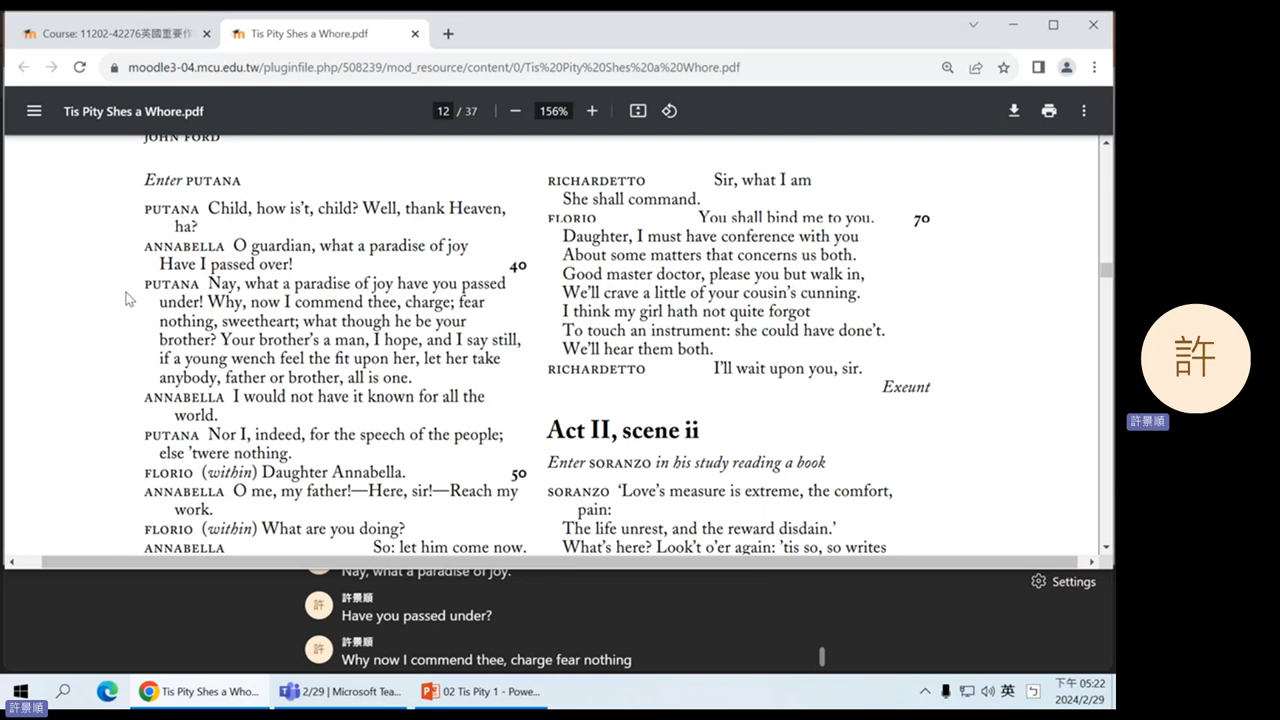 Course: 11202-42276英國重要作
Tis Pity Shes a Whore.pdf
moodle3-04.mcu.edu.tw/pluginfile.php/508239/mod_resource/content/0/Tis%20Pity%20Shes%20a%20Whore.pdf
Tis Pity Shes a Whore.pdf
12 / 37
156%
JOHN FORD
Enter PUTANA
PUTANA Child, how is't, child? Well, thank Heaven,
ha?
ANNABELLA O guardian, what a paradise of joy
Have I passed over! 40
PUTANA Nay, what a paradise of joy have you passed
under! Why, now I commend thee, charge; fear
nothing, sweetheart; what though he be your
brother? Your brother's a man, I hope, and I say still,
if a young wench feel the fit upon her, let her take
anybody, father or brother, all is one.
ANNABELLA I would not have it known for all the
world.
PUTANA Nor I, indeed, for the speech of the people;
else 'twere nothing.
FLORIO (within) Daughter Annabella. 50
ANNABELLA O me, my father!—Here, sir!—Reach my
work.
FLORIO (within) What are you doing?
ANNABELLA So: let him come now.
RICHARDETTO Sir, what I am
She shall command.
FLORIO You shall bind me to you. 70
Daughter, I must have conference with you
About some matters that concerns us both.
Good master doctor, please you but walk in,
We'll crave a little of your cousin's cunning.
I think my girl hath not quite forgot
To touch an instrument: she could have done't.
We'll hear them both.
RICHARDETTO I'll wait upon you, sir.
Exeunt
Act II, scene ii
Enter SORANZO in his study reading a book
SORANZO 'Love's measure is extreme, the comfort,
pain:
The life unrest, and the reward disdain.'
What's here? Look't o'er again: 'tis so, so writes
許
許景順
Settings
Nay, what a paradise of joy.
許
許景順
Have you passed under?
許
許景順
Why now I commend thee, charge fear nothing
Tis Pity Shes a Who...
2/29 | Microsoft Tea...
02 Tis Pity 1 - Powe...
英
下午 05:22
2024/2/29
許景順